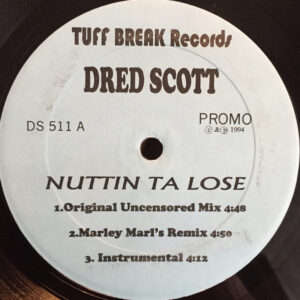 TUFF BREAK Records
DRED SCOTT
DS 511 A
PROMO
©&℗ 1994
NUTTIN TA LOSE
1.Original Uncensored Mix 4:48
2.Marley Marl's Remix 4:50
3. Instrumental 4:12